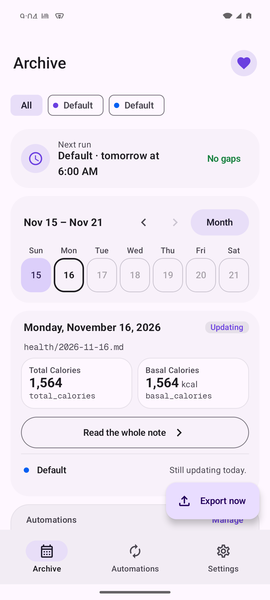 9:04 AM
Archive
All
Default
Default
Next run
Default · tomorrow at
6:00 AM
No gaps
Nov 15 – Nov 21
Month
Sun Mon Tue Wed Thu Fri Sat
15 16 17 18 19 20 21
Monday, November 16, 2026
Updating
health/2026-11-16.md
Total Calories
1,564
total_calories
Basal Calories
1,564 kcal
basal_calories
Read the whole note
Default
Still updating today.
Export now
Automations
Manage
Archive
Automations
Settings